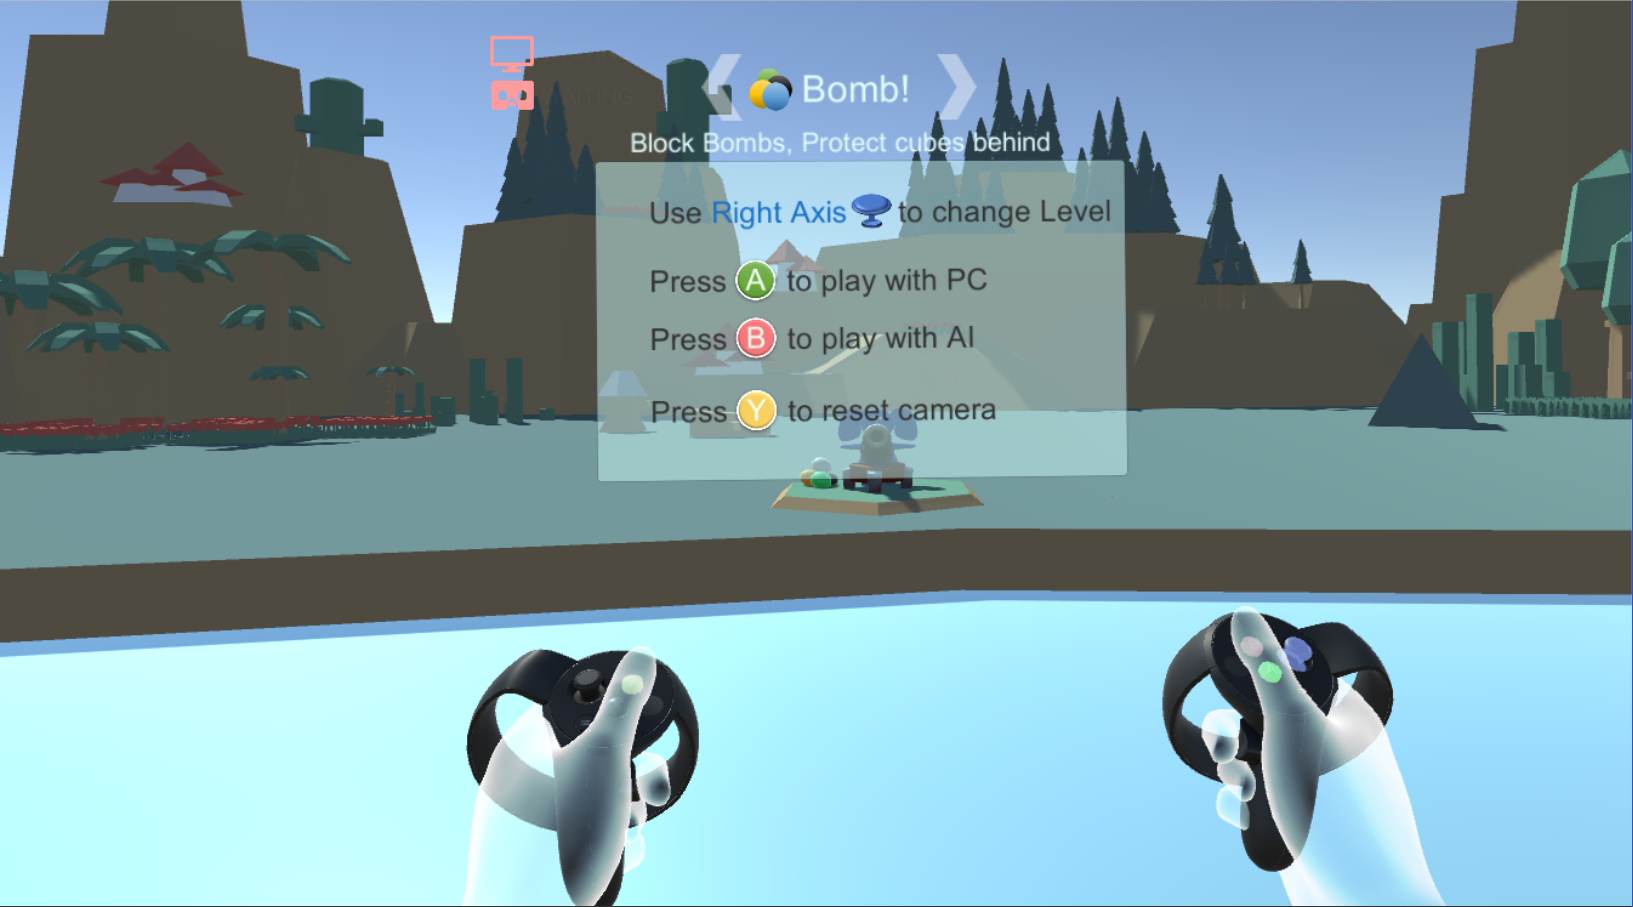 Bomb!
Block Bombs, Protect cubes behind
Use Right Axis to change Level
Press A to play with PC
Press B to play with AI
Press Y to reset camera